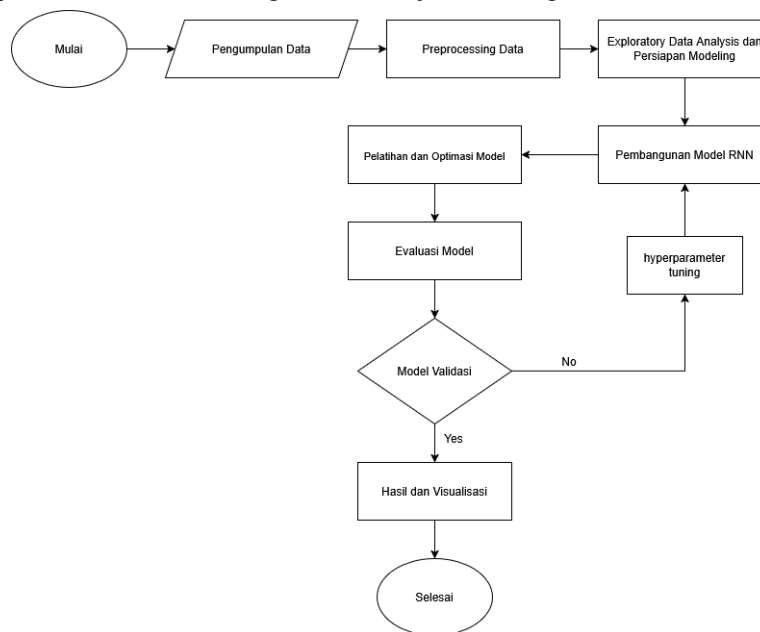 Mulai
Pengumpulan Data
Preprocessing Data
Exploratory Data Analysis dan
Persiapan Modeling
Pelatihan dan Optimasi Model
Pembangunan Model RNN
Evaluasi Model
hyperparameter
tuning
Model Validasi
No
Yes
Hasil dan Visualisasi
Selesai